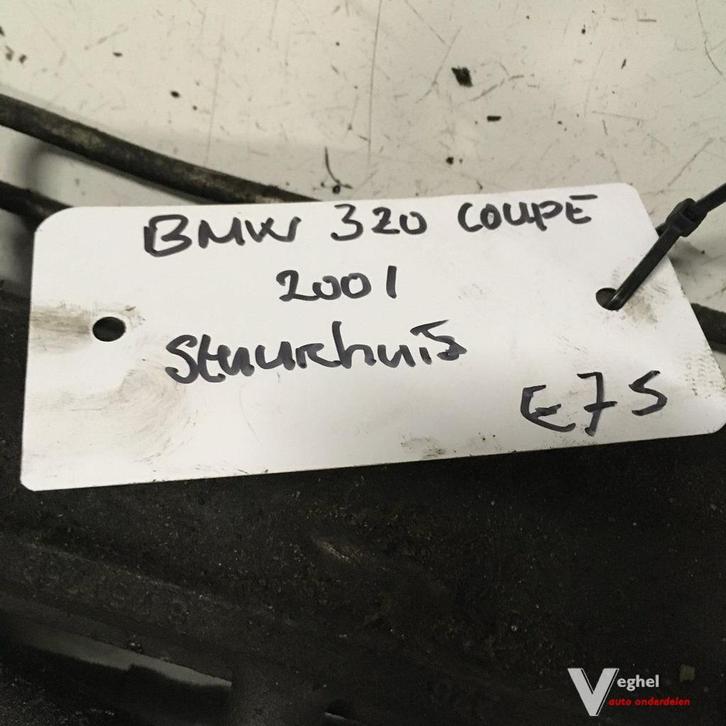 BMW 320 COUPE
2001
Stuurhuis
E75
Veghel
auto onderdelen